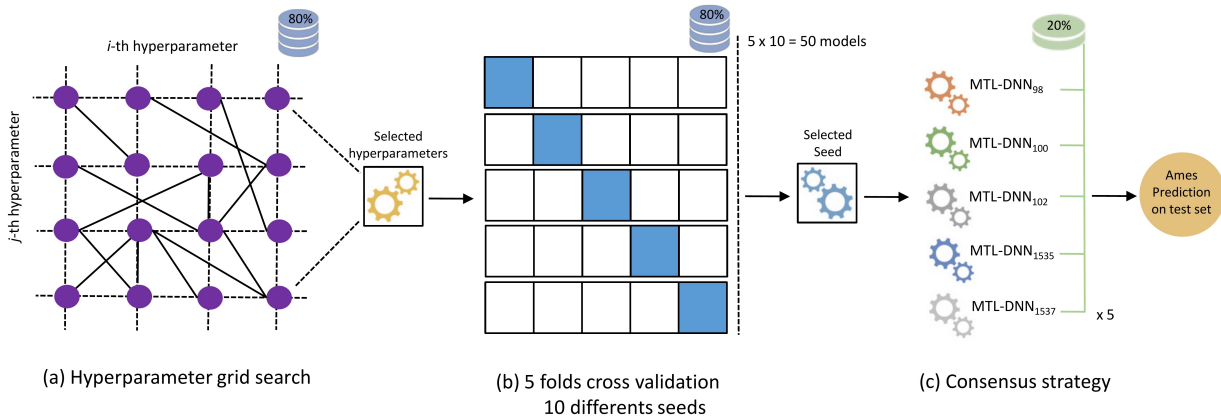 80%
i-th hyperparameter
j-th hyperparameter
Selected
hyperparameters
(a) Hyperparameter grid search
80%
5 x 10 = 50 models
(b) 5 folds cross validation
10 differents seeds
Selected
Seed
20%
MTL-DNN98
MTL-DNN100
MTL-DNN102
MTL-DNN1535
MTL-DNN1537
x 5
Ames
Prediction
on test set
(c) Consensus strategy